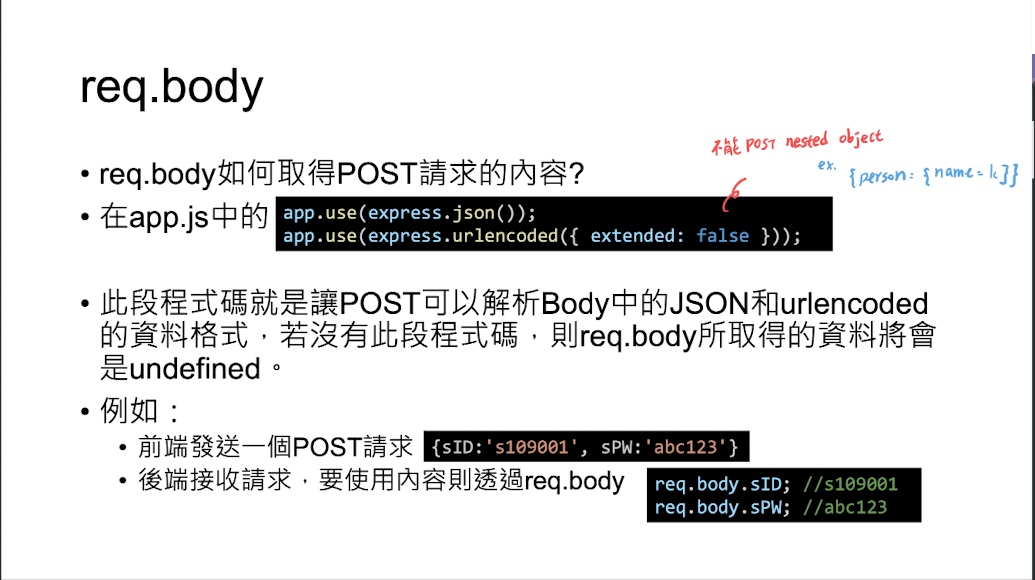 req.body
不能 POST nested object
ex. {person: {name = k}}
• req.body如何取得POST請求的內容?
• 在app.js中的
app.use(express.json());
app.use(express.urlencoded({ extended: false }));
• 此段程式碼就是讓POST可以解析Body中的JSON和urlencoded
的資料格式，若沒有此段程式碼，則req.body所取得的資料將會
是undefined。
• 例如：
• 前端發送一個POST請求 {sID:'s109001', sPW:'abc123'}
• 後端接收請求，要使用內容則透過req.body
req.body.sID; //s109001
req.body.sPW; //abc123